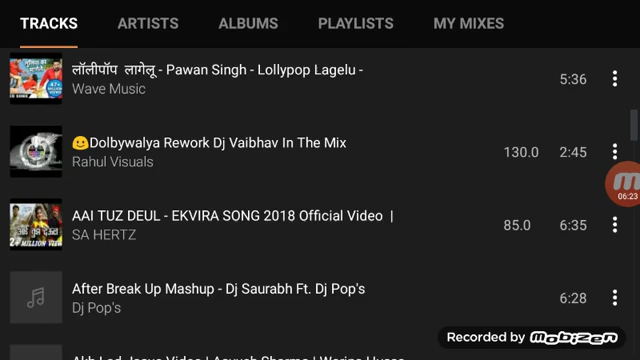 TRACKS ARTISTS ALBUMS PLAYLISTS MY MIXES
लॉलीपॉप लागेलू - Pawan Singh - Lollypop Lagelu -
Wave Music
5:36
😃Dolbywalya Rework Dj Vaibhav In The Mix
Rahul Visuals
130.0 2:45
06:23
AAI TUZ DEUL - EKVIRA SONG 2018 Official Video |
SA HERTZ
85.0 6:35
After Break Up Mashup - Dj Saurabh Ft. Dj Pop's
Dj Pop's
6:28
Recorded by Mobizen